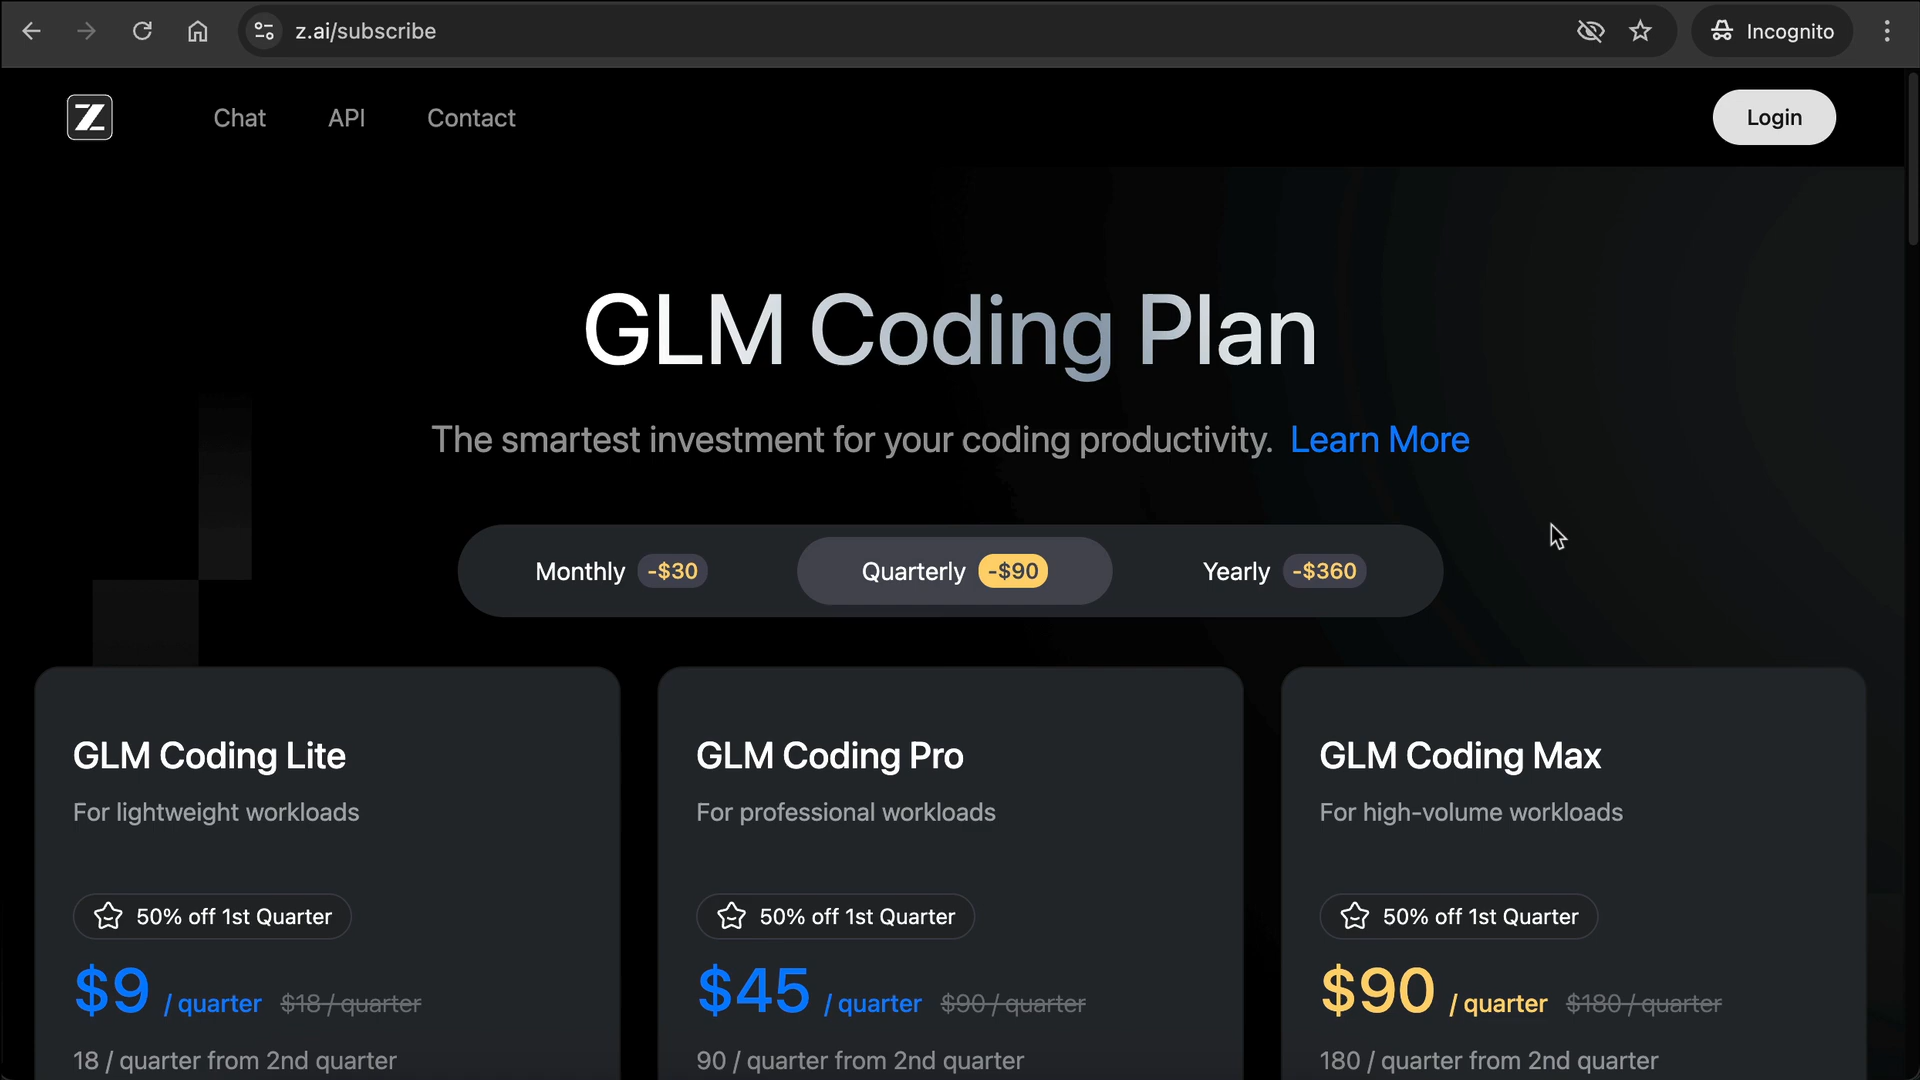 z.ai/subscribe
Incognito
Z
Chat
API
Contact
Login
GLM Coding Plan
The smartest investment for your coding productivity. Learn More
Monthly -$30
Quarterly -$90
Yearly -$360
GLM Coding Lite
For lightweight workloads
50% off 1st Quarter
$9 / quarter $18 / quarter
18 / quarter from 2nd quarter
GLM Coding Pro
For professional workloads
50% off 1st Quarter
$45 / quarter $90 / quarter
90 / quarter from 2nd quarter
GLM Coding Max
For high-volume workloads
50% off 1st Quarter
$90 / quarter $180 / quarter
180 / quarter from 2nd quarter